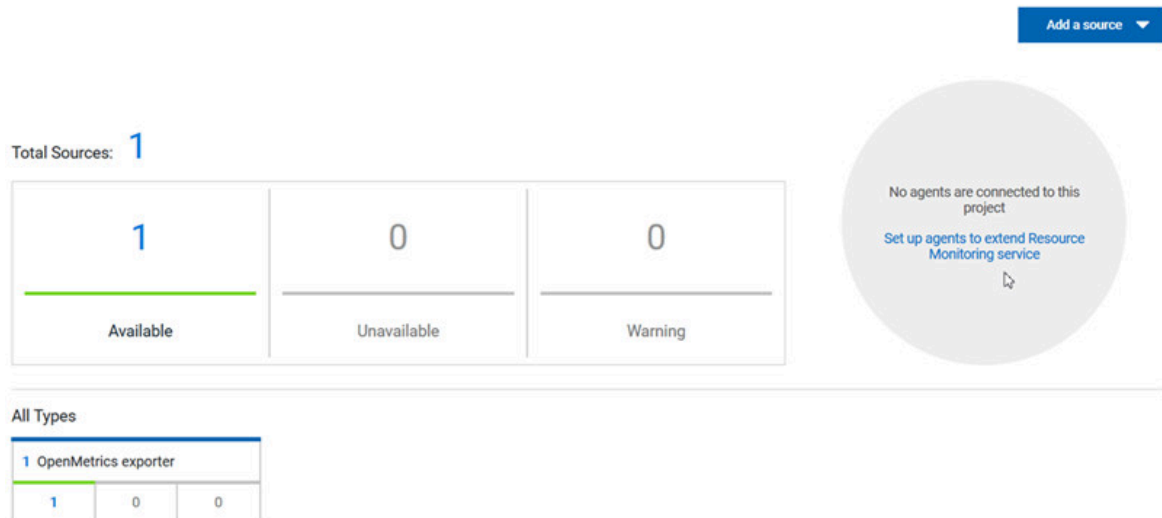 Add a source
Total Sources: 1
1
0
0
Available
Unavailable
Warning
No agents are connected to this
project
Set up agents to extend Resource
Monitoring service
All Types
1 OpenMetrics exporter
1
0
0